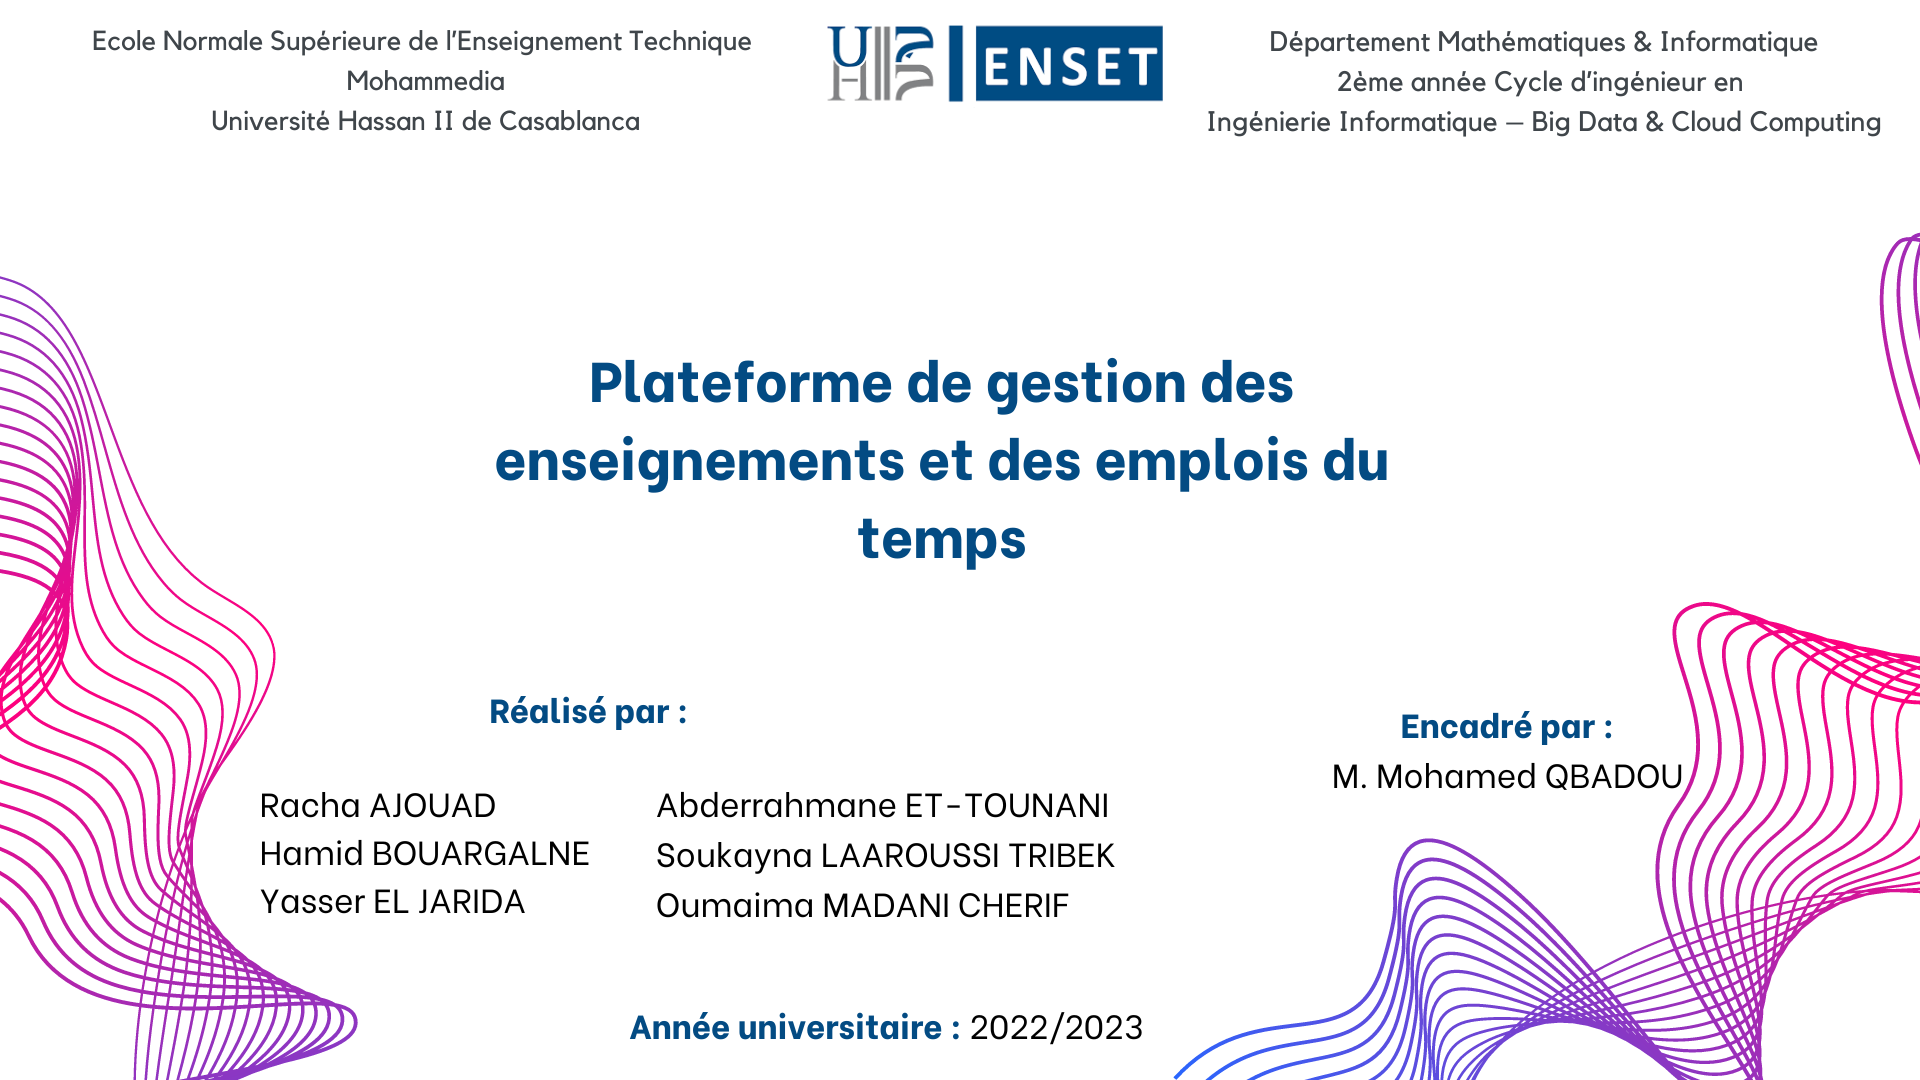 Ecole Normale Supérieure de l’Enseignement Technique
Mohammedia
Université Hassan II de Casablanca
UH
ENSET
Département Mathématiques & Informatique
2ème année Cycle d’ingénieur en
Ingénierie Informatique – Big Data & Cloud Computing
Plateforme de gestion des
enseignements et des emplois du
temps
Réalisé par :
Racha AJOUAD
Hamid BOUARGALNE
Yasser EL JARIDA
Abderrahmane ET-TOUNANI
Soukayna LAAROUSSI TRIBEK
Oumaima MADANI CHERIF
Encadré par :
M. Mohamed QBADOU
Année universitaire : 2022/2023